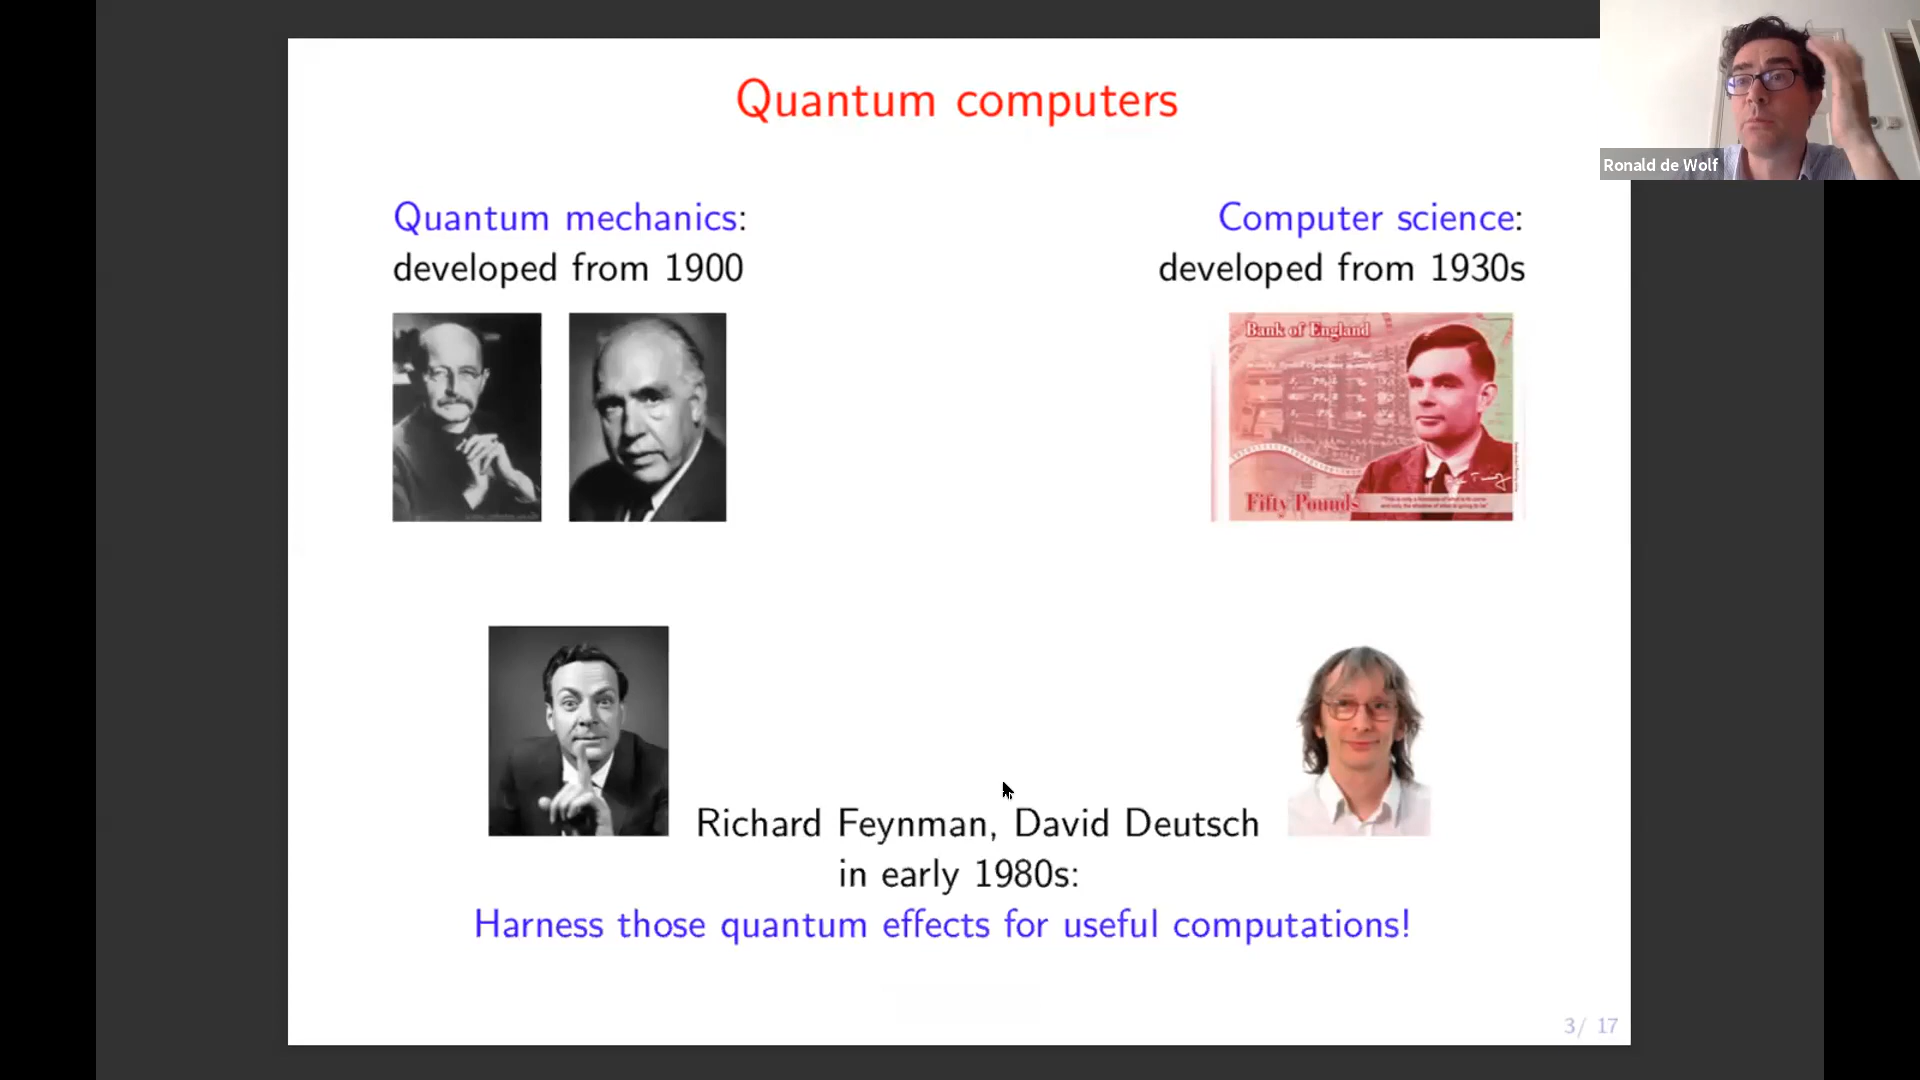 Quantum computers
Ronald de Wolf
Quantum mechanics:
developed from 1900
Computer science:
developed from 1930s
Bank of England
Fifty Pounds
Richard Feynman, David Deutsch
in early 1980s:
Harness those quantum effects for useful computations!
3/ 17